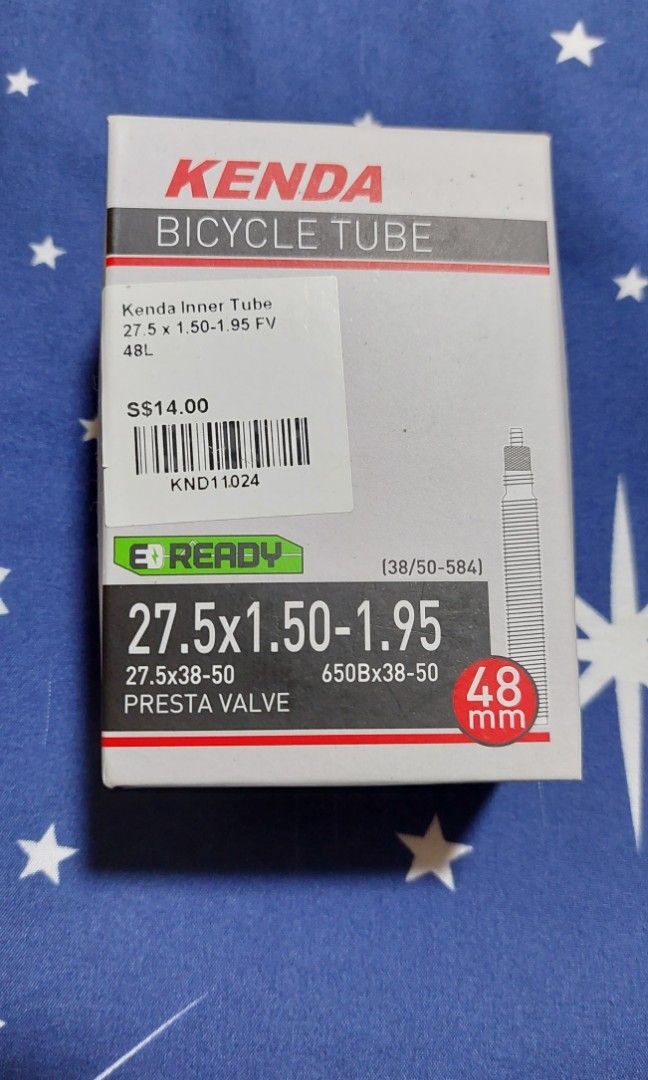 KENDA
BICYCLE TUBE
Kenda Inner Tube
27.5 x 1.50-1.95 FV
48L
S$14.00
KND11024
READY
(38/50-584)
27.5x1.50-1.95
27.5x38-50 650Bx38-50
PRESTA VALVE
48
mm